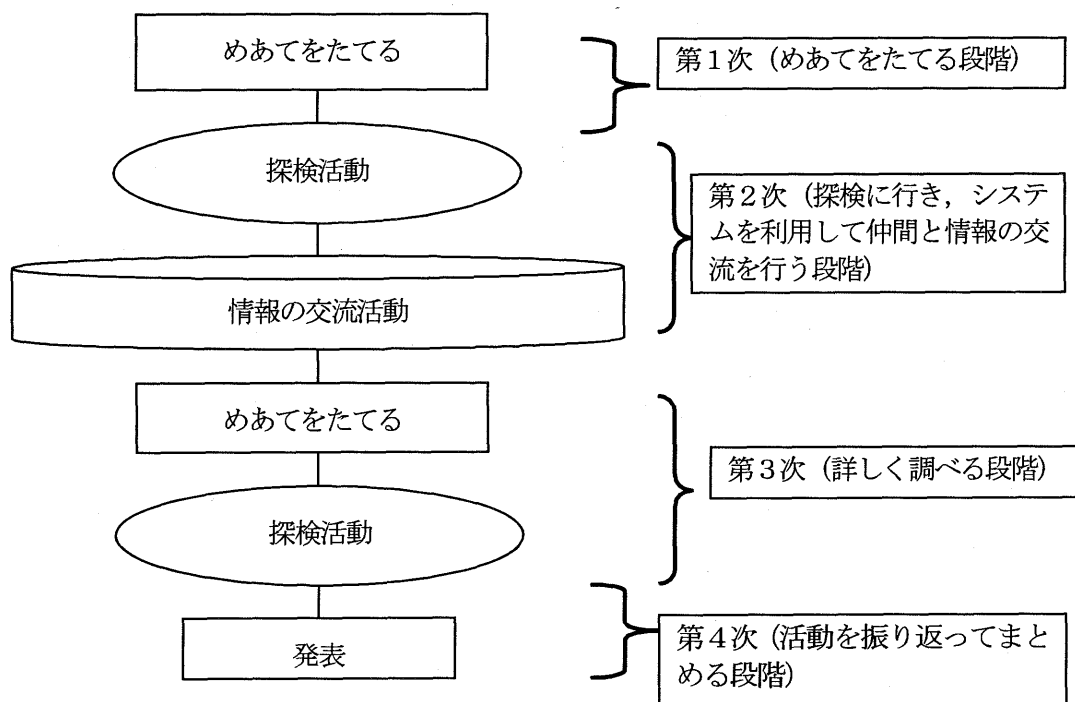 めあてをたてる
第１次（めあてをたてる段階）
探検活動
第２次（探検に行き，システ
ムを利用して仲間と情報の交
流を行う段階）
情報の交流活動
めあてをたてる
第３次（詳しく調べる段階）
探検活動
発表
第４次（活動を振り返ってまと
める段階）